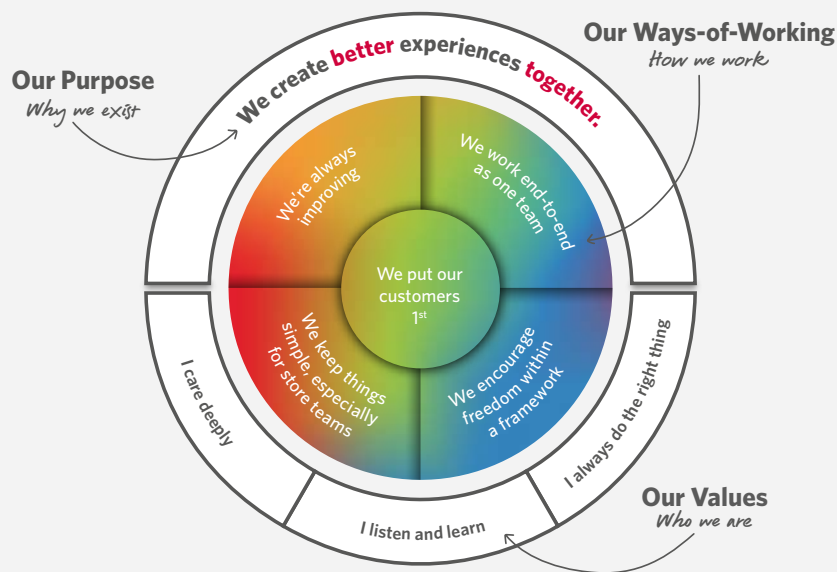 Our Purpose
Why we exist
Our Ways-of-Working
How we work
We create better experiences together.
We're always
improving
We work end-to-end
as one team
We put our
customers
1st
We keep things
simple, especially
for store teams
We encourage
freedom within
a framework
I care deeply
I listen and learn
I always do the right thing
Our Values
Who we are